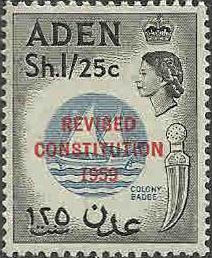 ADEN
Sh.1/25c
REVISED
CONSTITUTION
1959
COLONY
BADGE
١٢٥ عدن